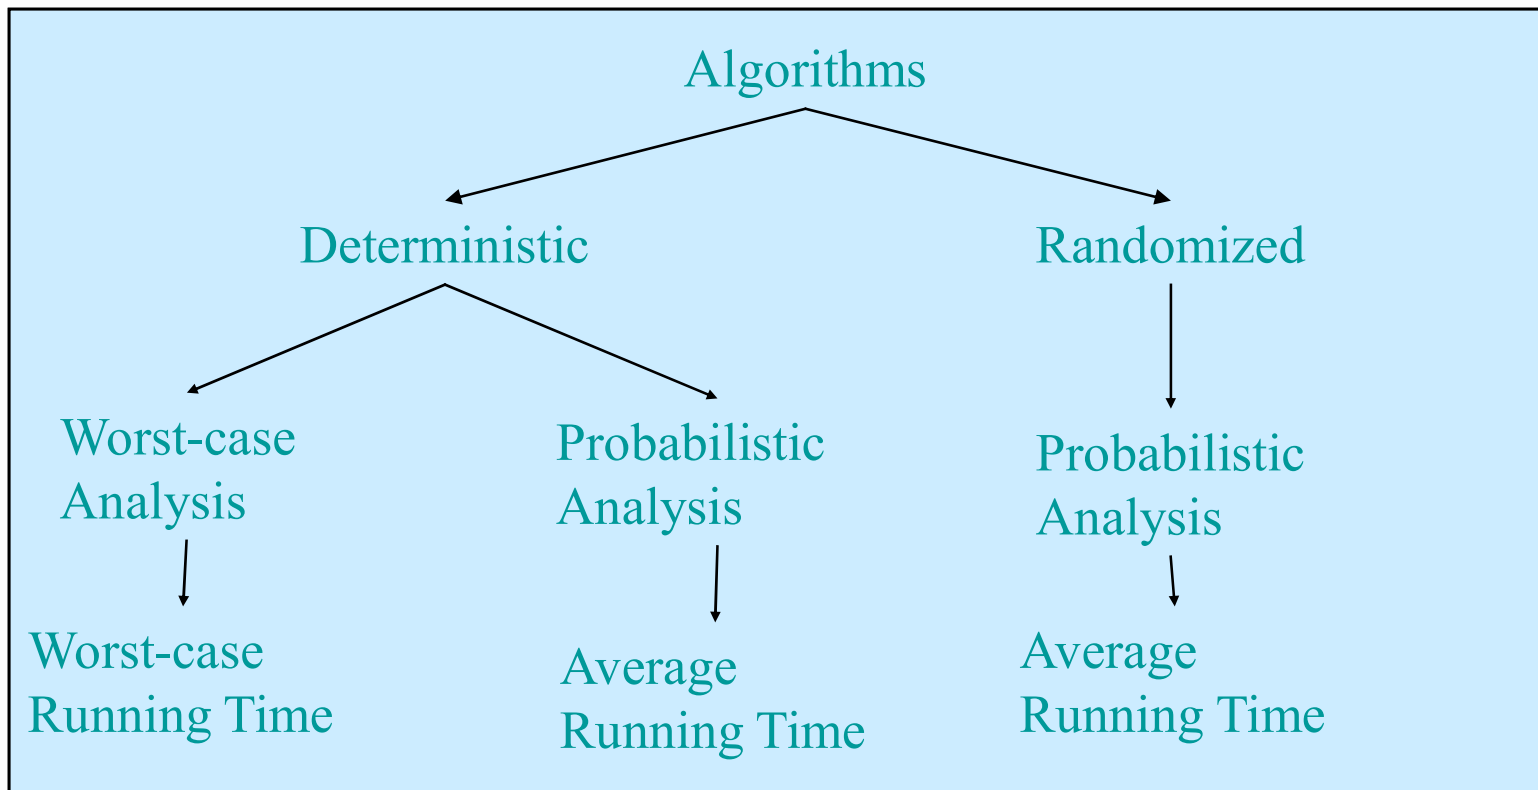 Algorithms
Deterministic
Randomized
Worst-case
Analysis
Probabilistic
Analysis
Probabilistic
Analysis
Worst-case
Running Time
Average
Running Time
Average
Running Time